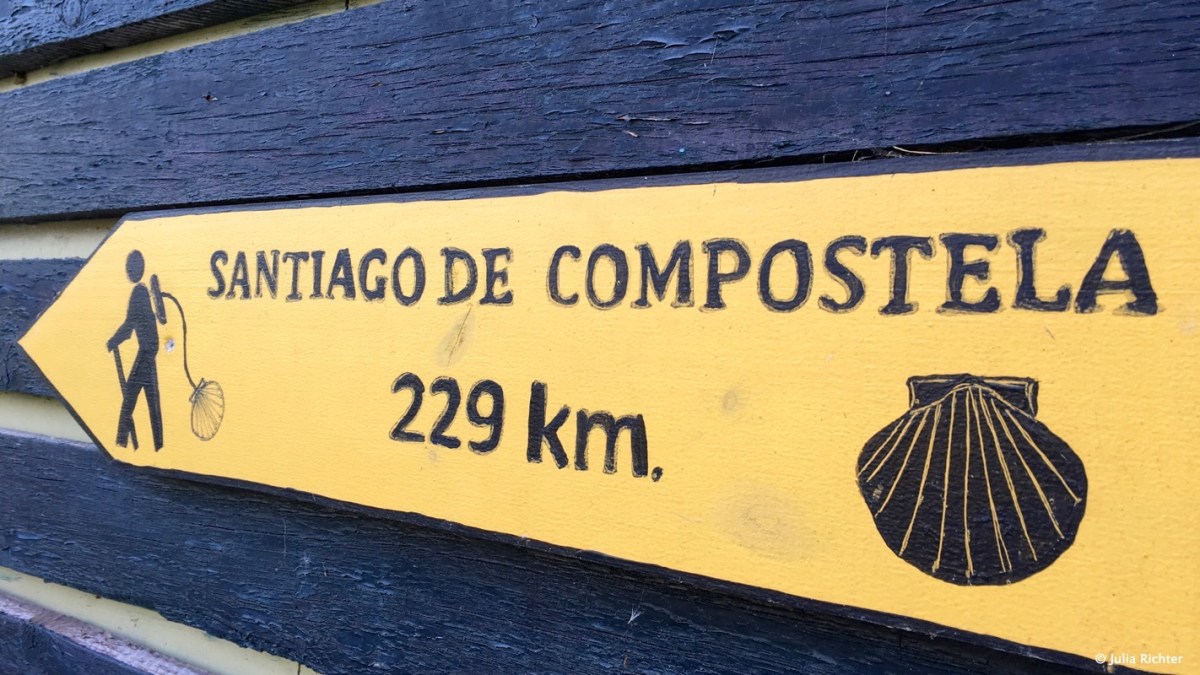 SANTIAGO DE COMPOSTELA
229 km.
© Julia Richter